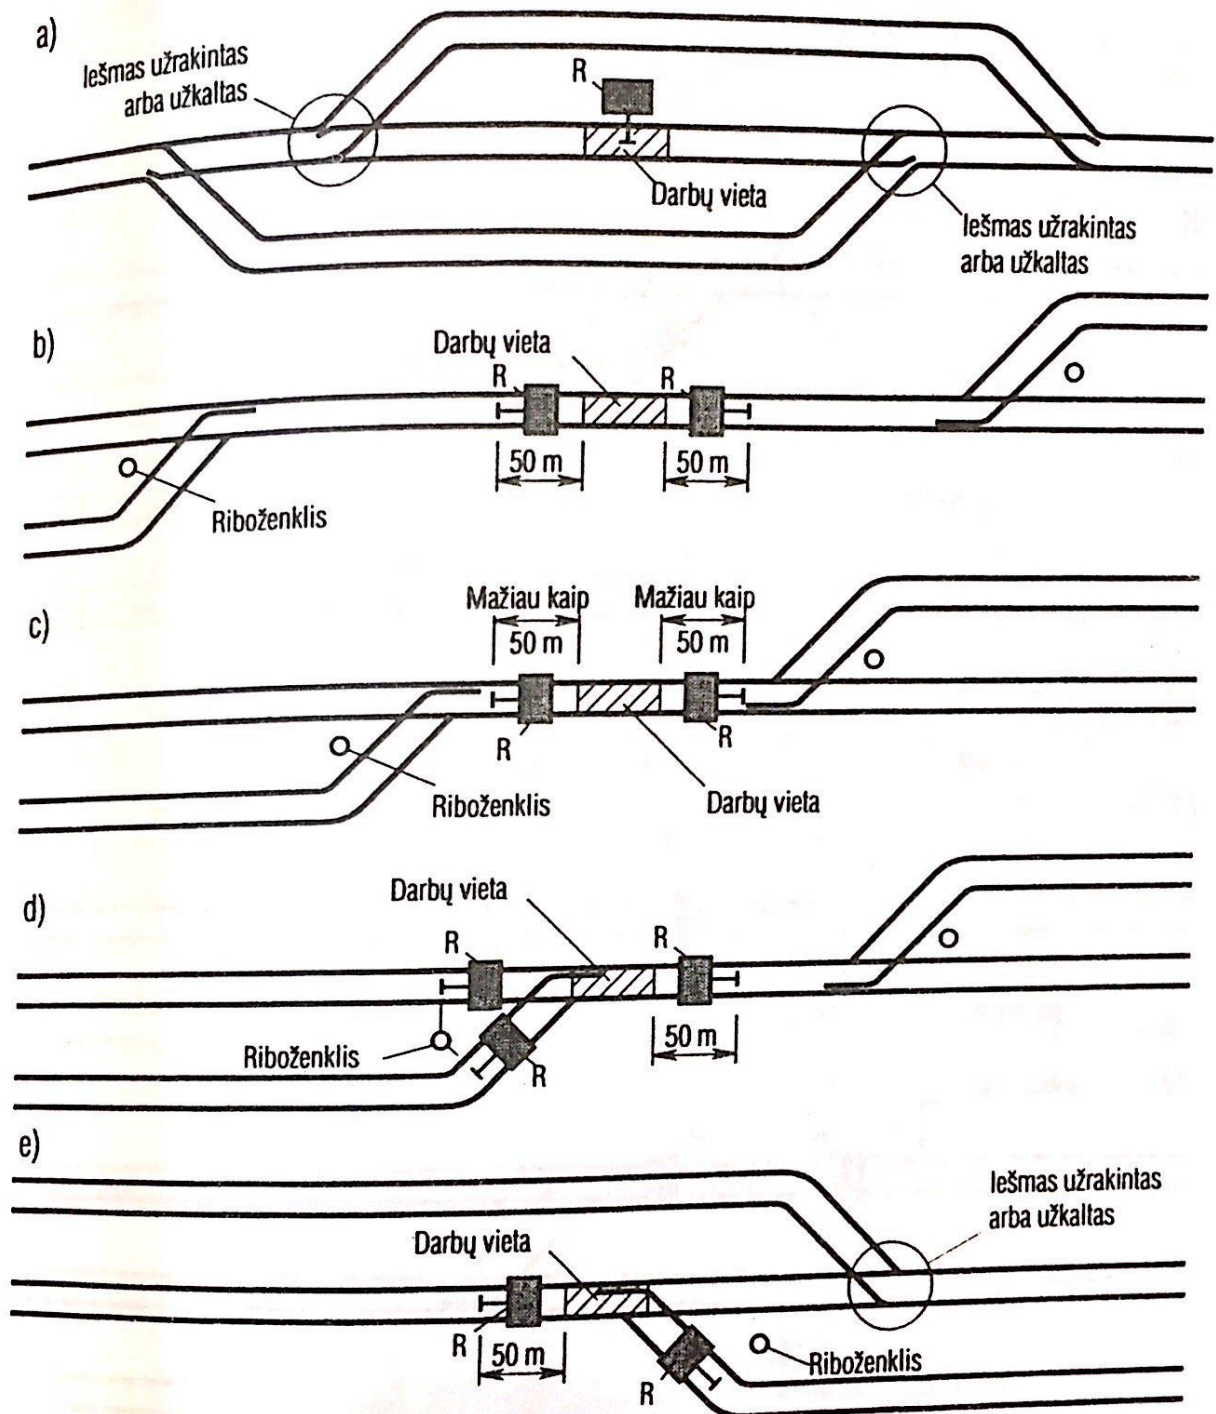 a)
Iešmas užrakintas
arba užkaltas
R
Darbų vieta
Iešmas užrakintas
arba užkaltas
b)
Darbų vieta
R
R
50 m
50 m
Riboženklis
c)
Mažiau kaip
Mažiau kaip
50 m
50 m
R
R
Riboženklis
Darbų vieta
d)
Darbų vieta
R
R
50 m
Riboženklis
R
e)
Iešmas užrakintas
arba užkaltas
Darbų vieta
R
50 m
R
Riboženklis